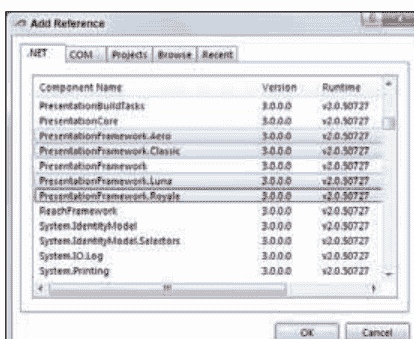 Add Reference
.NET COM Projects Browse Recent
Component Name Version Runtime
PresentationBuildTasks 3.0.0.0 v2.0.50727
PresentationCore 3.0.0.0 v2.0.50727
PresentationFramework.Aero 3.0.0.0 v2.0.50727
PresentationFramework.Classic 3.0.0.0 v2.0.50727
PresentationFramework 3.0.0.0 v2.0.50727
PresentationFramework.Luna 3.0.0.0 v2.0.50727
PresentationFramework.Royale 3.0.0.0 v2.0.50727
ReachFramework 3.0.0.0 v2.0.50727
System.IdentityModel 3.0.0.0 v2.0.50727
System.IdentityModel.Selectors 3.0.0.0 v2.0.50727
System.IO.Log 3.0.0.0 v2.0.50727
System.Printing 3.0.0.0 v2.0.50727
OK Cancel